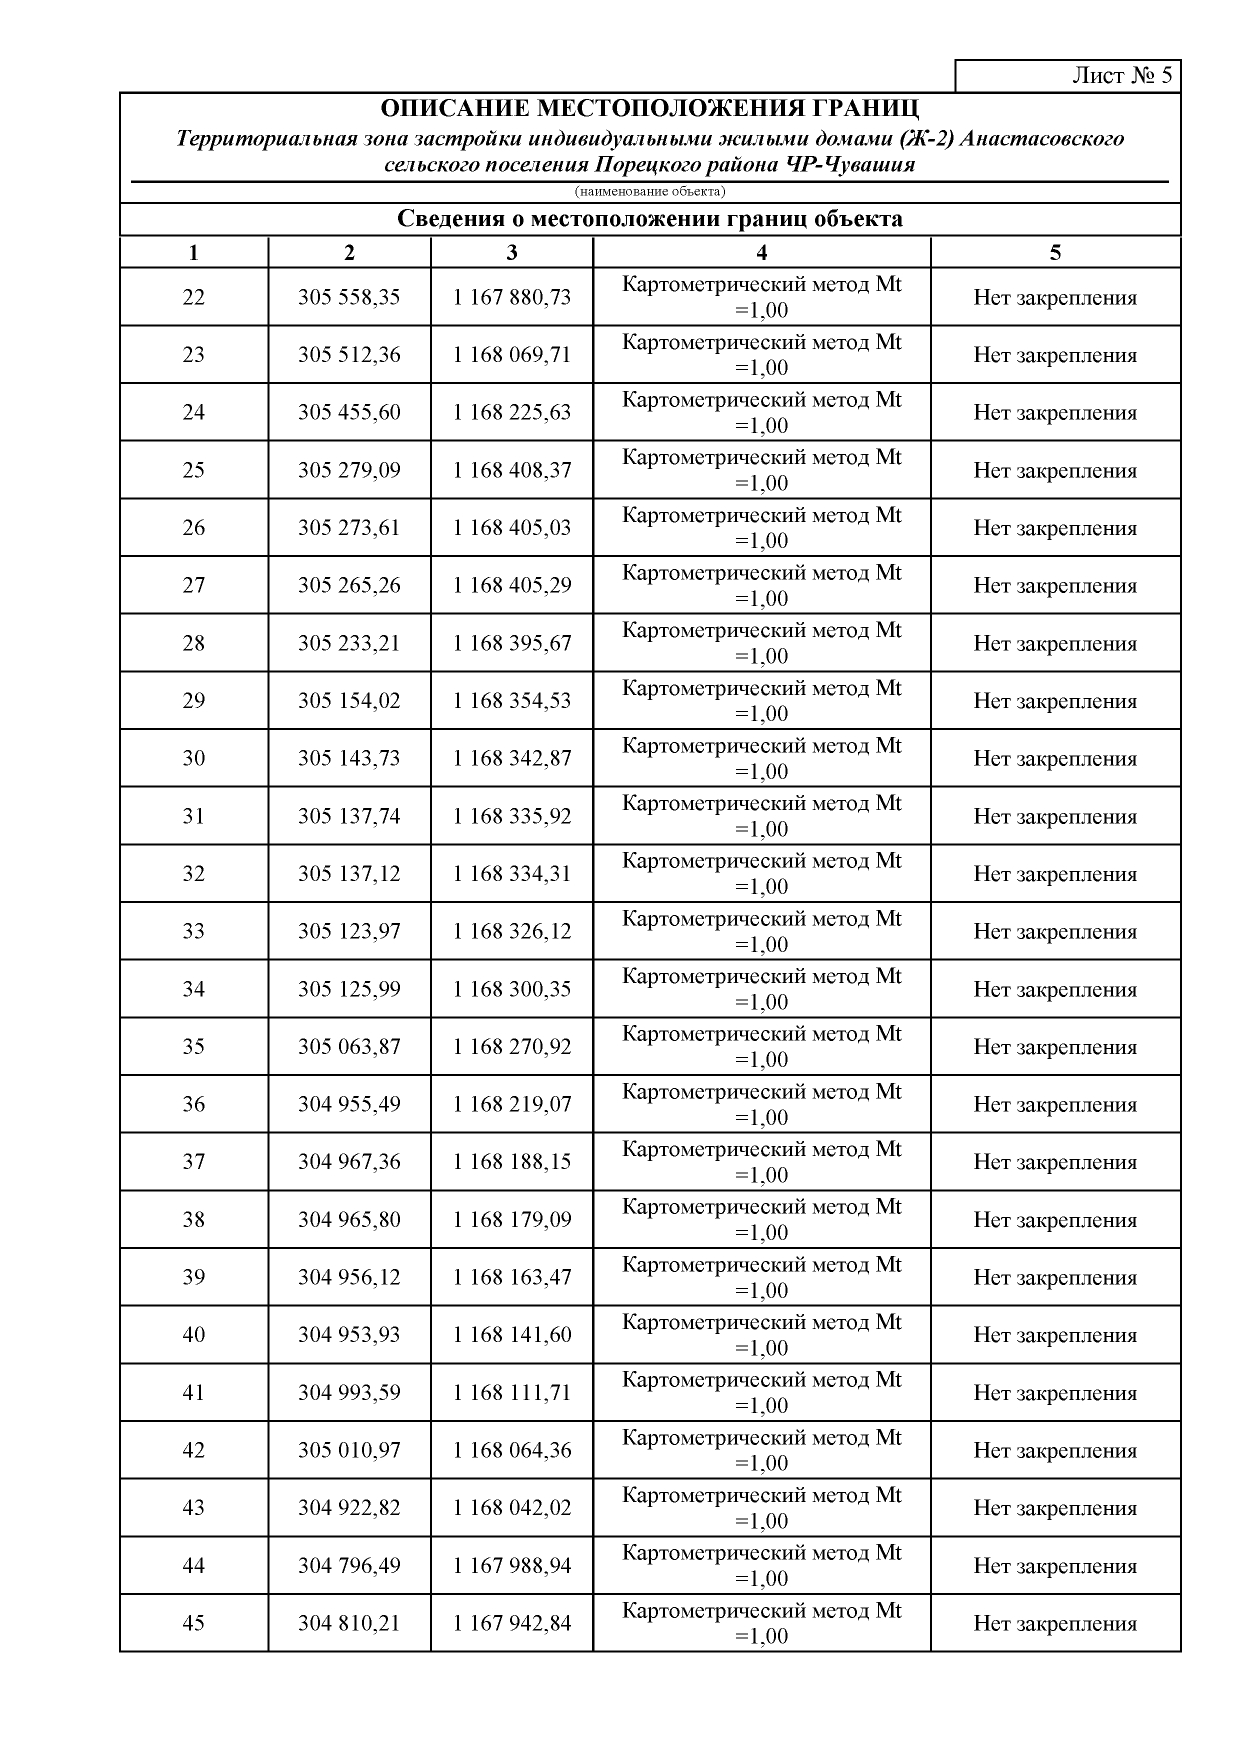 Лист № 5
ОПИСАНИЕ МЕСТОПОЛОЖЕНИЯ ГРАНИЦ
Территориальная зона застройки индивидуальными жилыми домами (Ж-2) Анастасовского
сельского поселения Порецкого района ЧР-Чувашия
(наименование объекта)
Сведения о местоположении границ объекта
1 2 3 4 5
22 305 558,35 1 167 880,73 Картометрический метод Mt
=1,00 Нет закрепления
23 305 512,36 1 168 069,71 Картометрический метод Mt
=1,00 Нет закрепления
24 305 455,60 1 168 225,63 Картометрический метод Mt
=1,00 Нет закрепления
25 305 279,09 1 168 408,37 Картометрический метод Mt
=1,00 Нет закрепления
26 305 273,61 1 168 405,03 Картометрический метод Mt
=1,00 Нет закрепления
27 305 265,26 1 168 405,29 Картометрический метод Mt
=1,00 Нет закрепления
28 305 233,21 1 168 395,67 Картометрический метод Mt
=1,00 Нет закрепления
29 305 154,02 1 168 354,53 Картометрический метод Mt
=1,00 Нет закрепления
30 305 143,73 1 168 342,87 Картометрический метод Mt
=1,00 Нет закрепления
31 305 137,74 1 168 335,92 Картометрический метод Mt
=1,00 Нет закрепления
32 305 137,12 1 168 334,31 Картометрический метод Mt
=1,00 Нет закрепления
33 305 123,97 1 168 326,12 Картометрический метод Mt
=1,00 Нет закрепления
34 305 125,99 1 168 300,35 Картометрический метод Mt
=1,00 Нет закрепления
35 305 063,87 1 168 270,92 Картометрический метод Mt
=1,00 Нет закрепления
36 304 955,49 1 168 219,07 Картометрический метод Mt
=1,00 Нет закрепления
37 304 967,36 1 168 188,15 Картометрический метод Mt
=1,00 Нет закрепления
38 304 965,80 1 168 179,09 Картометрический метод Mt
=1,00 Нет закрепления
39 304 956,12 1 168 163,47 Картометрический метод Mt
=1,00 Нет закрепления
40 304 953,93 1 168 141,60 Картометрический метод Mt
=1,00 Нет закрепления
41 304 993,59 1 168 111,71 Картометрический метод Mt
=1,00 Нет закрепления
42 305 010,97 1 168 064,36 Картометрический метод Mt
=1,00 Нет закрепления
43 304 922,82 1 168 042,02 Картометрический метод Mt
=1,00 Нет закрепления
44 304 796,49 1 167 988,94 Картометрический метод Mt
=1,00 Нет закрепления
45 304 810,21 1 167 942,84 Картометрический метод Mt
=1,00 Нет закрепления